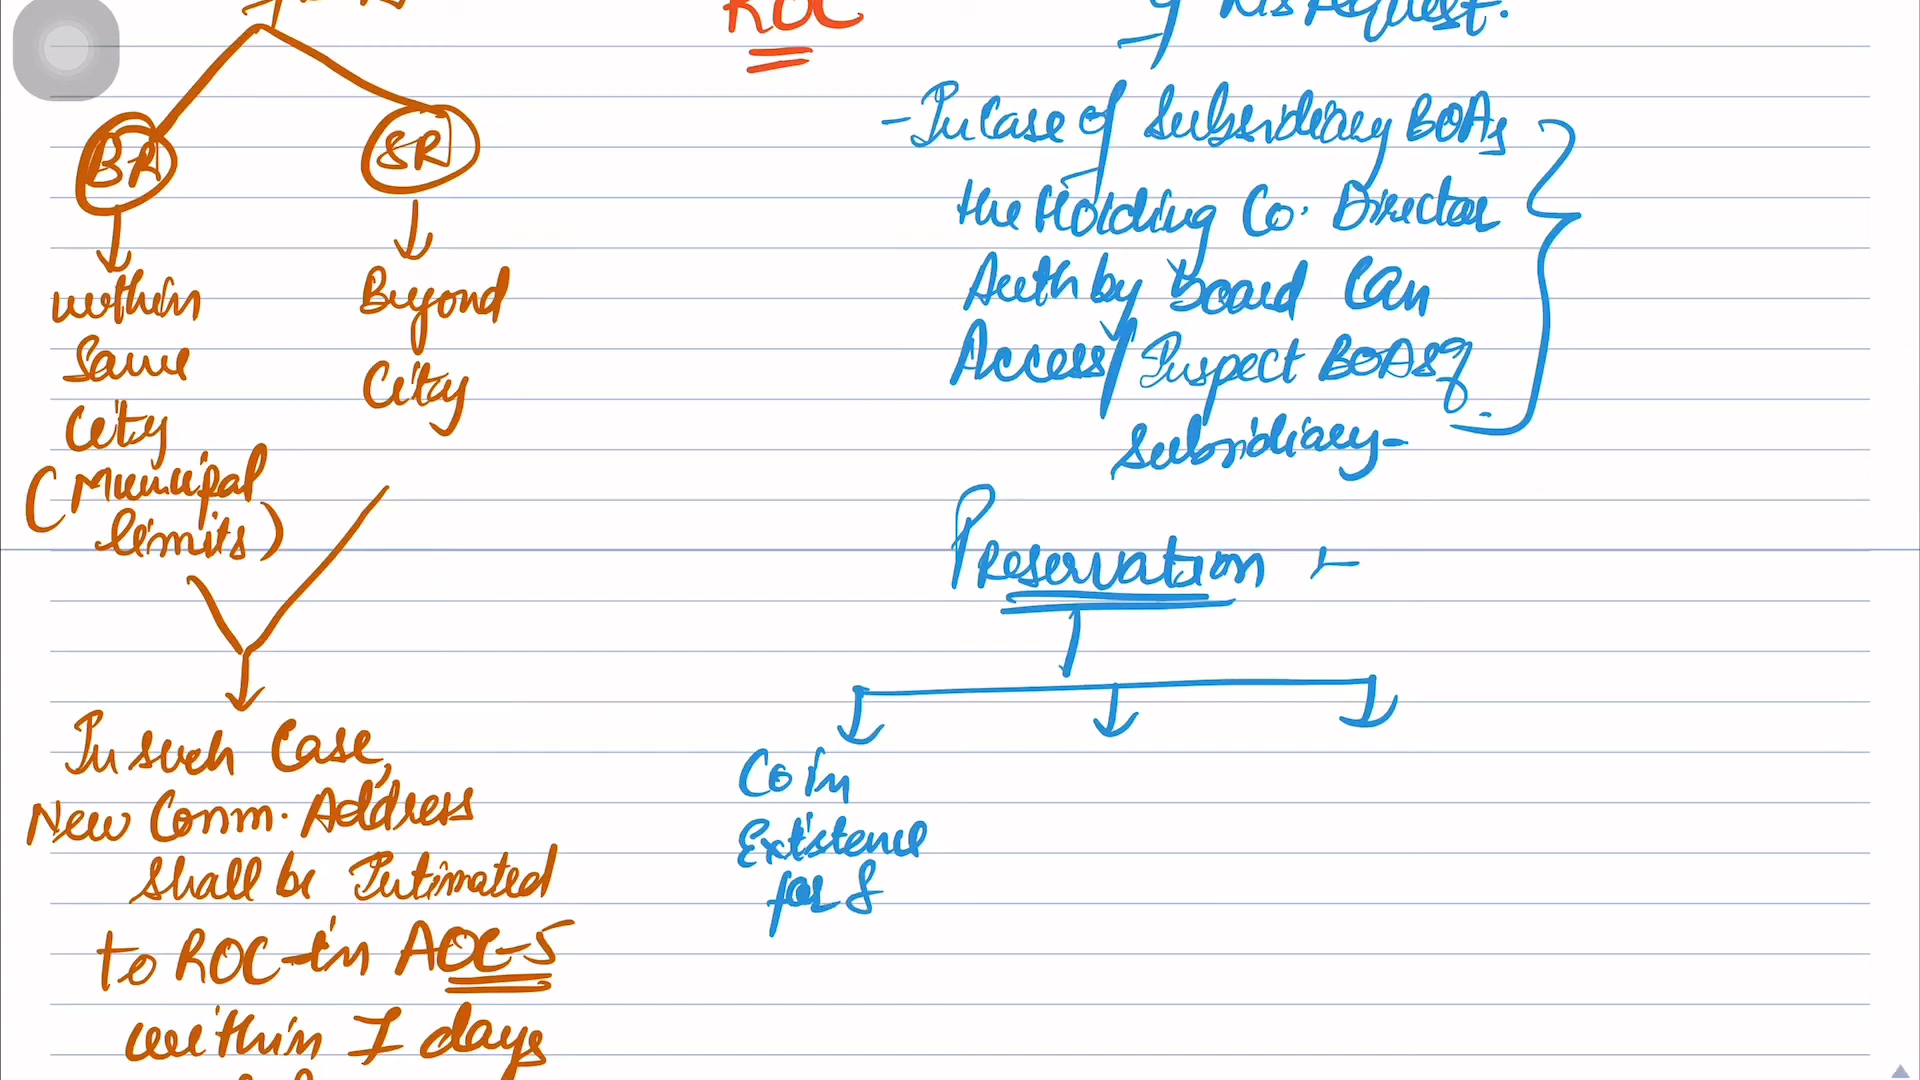 ROC
BR
SR
within
Same
City
(Municipal
limits)
Beyond
City
In such Case,
New Comm. Address
shall be Intimated
to ROC-in AOC-5
within 7 days
of his request.
-In Case of Subsidiary BOAs
the Holding Co. Director
Auth by Board Can
Access/Inspect BOAs of
Subsidiary-
Preservation :-
Co in
Existence
for 8